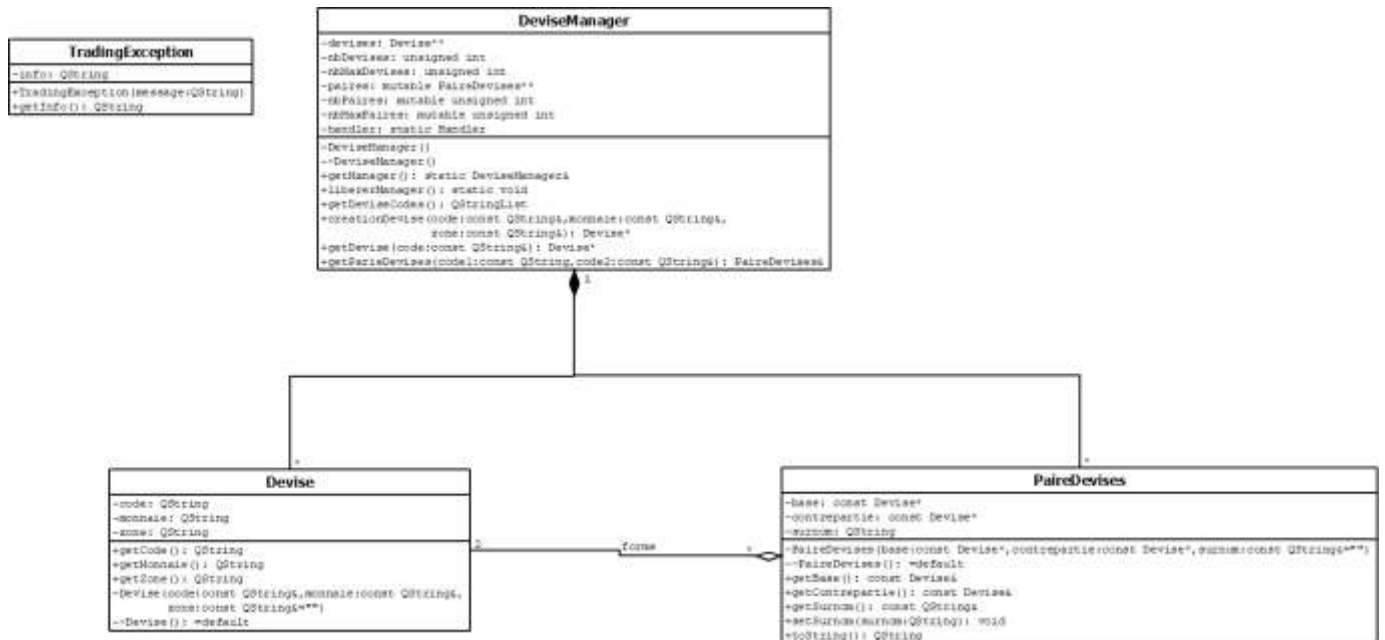 TradingException
-info: QString
+TradingException(message:QString)
+getInfo(): QString
DeviseManager
-devises: Devise**
-nbDevises: unsigned int
-nbMaxDevises: unsigned int
-paires: mutable PaireDevises**
-nbPaires: mutable unsigned int
-nbMaxPaires: mutable unsigned int
-handler: static Handler
-DeviseManager()
-~DeviseManager()
+getManager(): static DeviseManager&
+libererManager(): static void
+getDeviseCodes(): QStringList
+creationDevise(code:const QString&,monnaie:const QString&,
zone:const QString&): Devise*
+getDevise(code:const QString&): Devise*
+getParieDevises(code1:const QString,code2:const QString&): PaireDevises&
1
*
*
Devise
-code: QString
-monnaie: QString
-zone: QString
+getCode(): QString
+getMonnaie(): QString
+getZone(): QString
-Devise(code(const QString&,monnaie:const QString&,
zone:const QString&="")
-~Devise(): =default
2
forme
*
PaireDevises
-base: const Devise*
-contrepartie: const Devise*
-surnom: QString
-PaireDevises(base:const Devise*,contrepartie:const Devise*,surnom:const QString&="")
-~PaireDevises(): =default
+getBase(): const Devise&
+getContrepartie(): const Devise&
+getSurnom(): const QString&
+setSurnom(surnom:QString): void
+toString(): QString